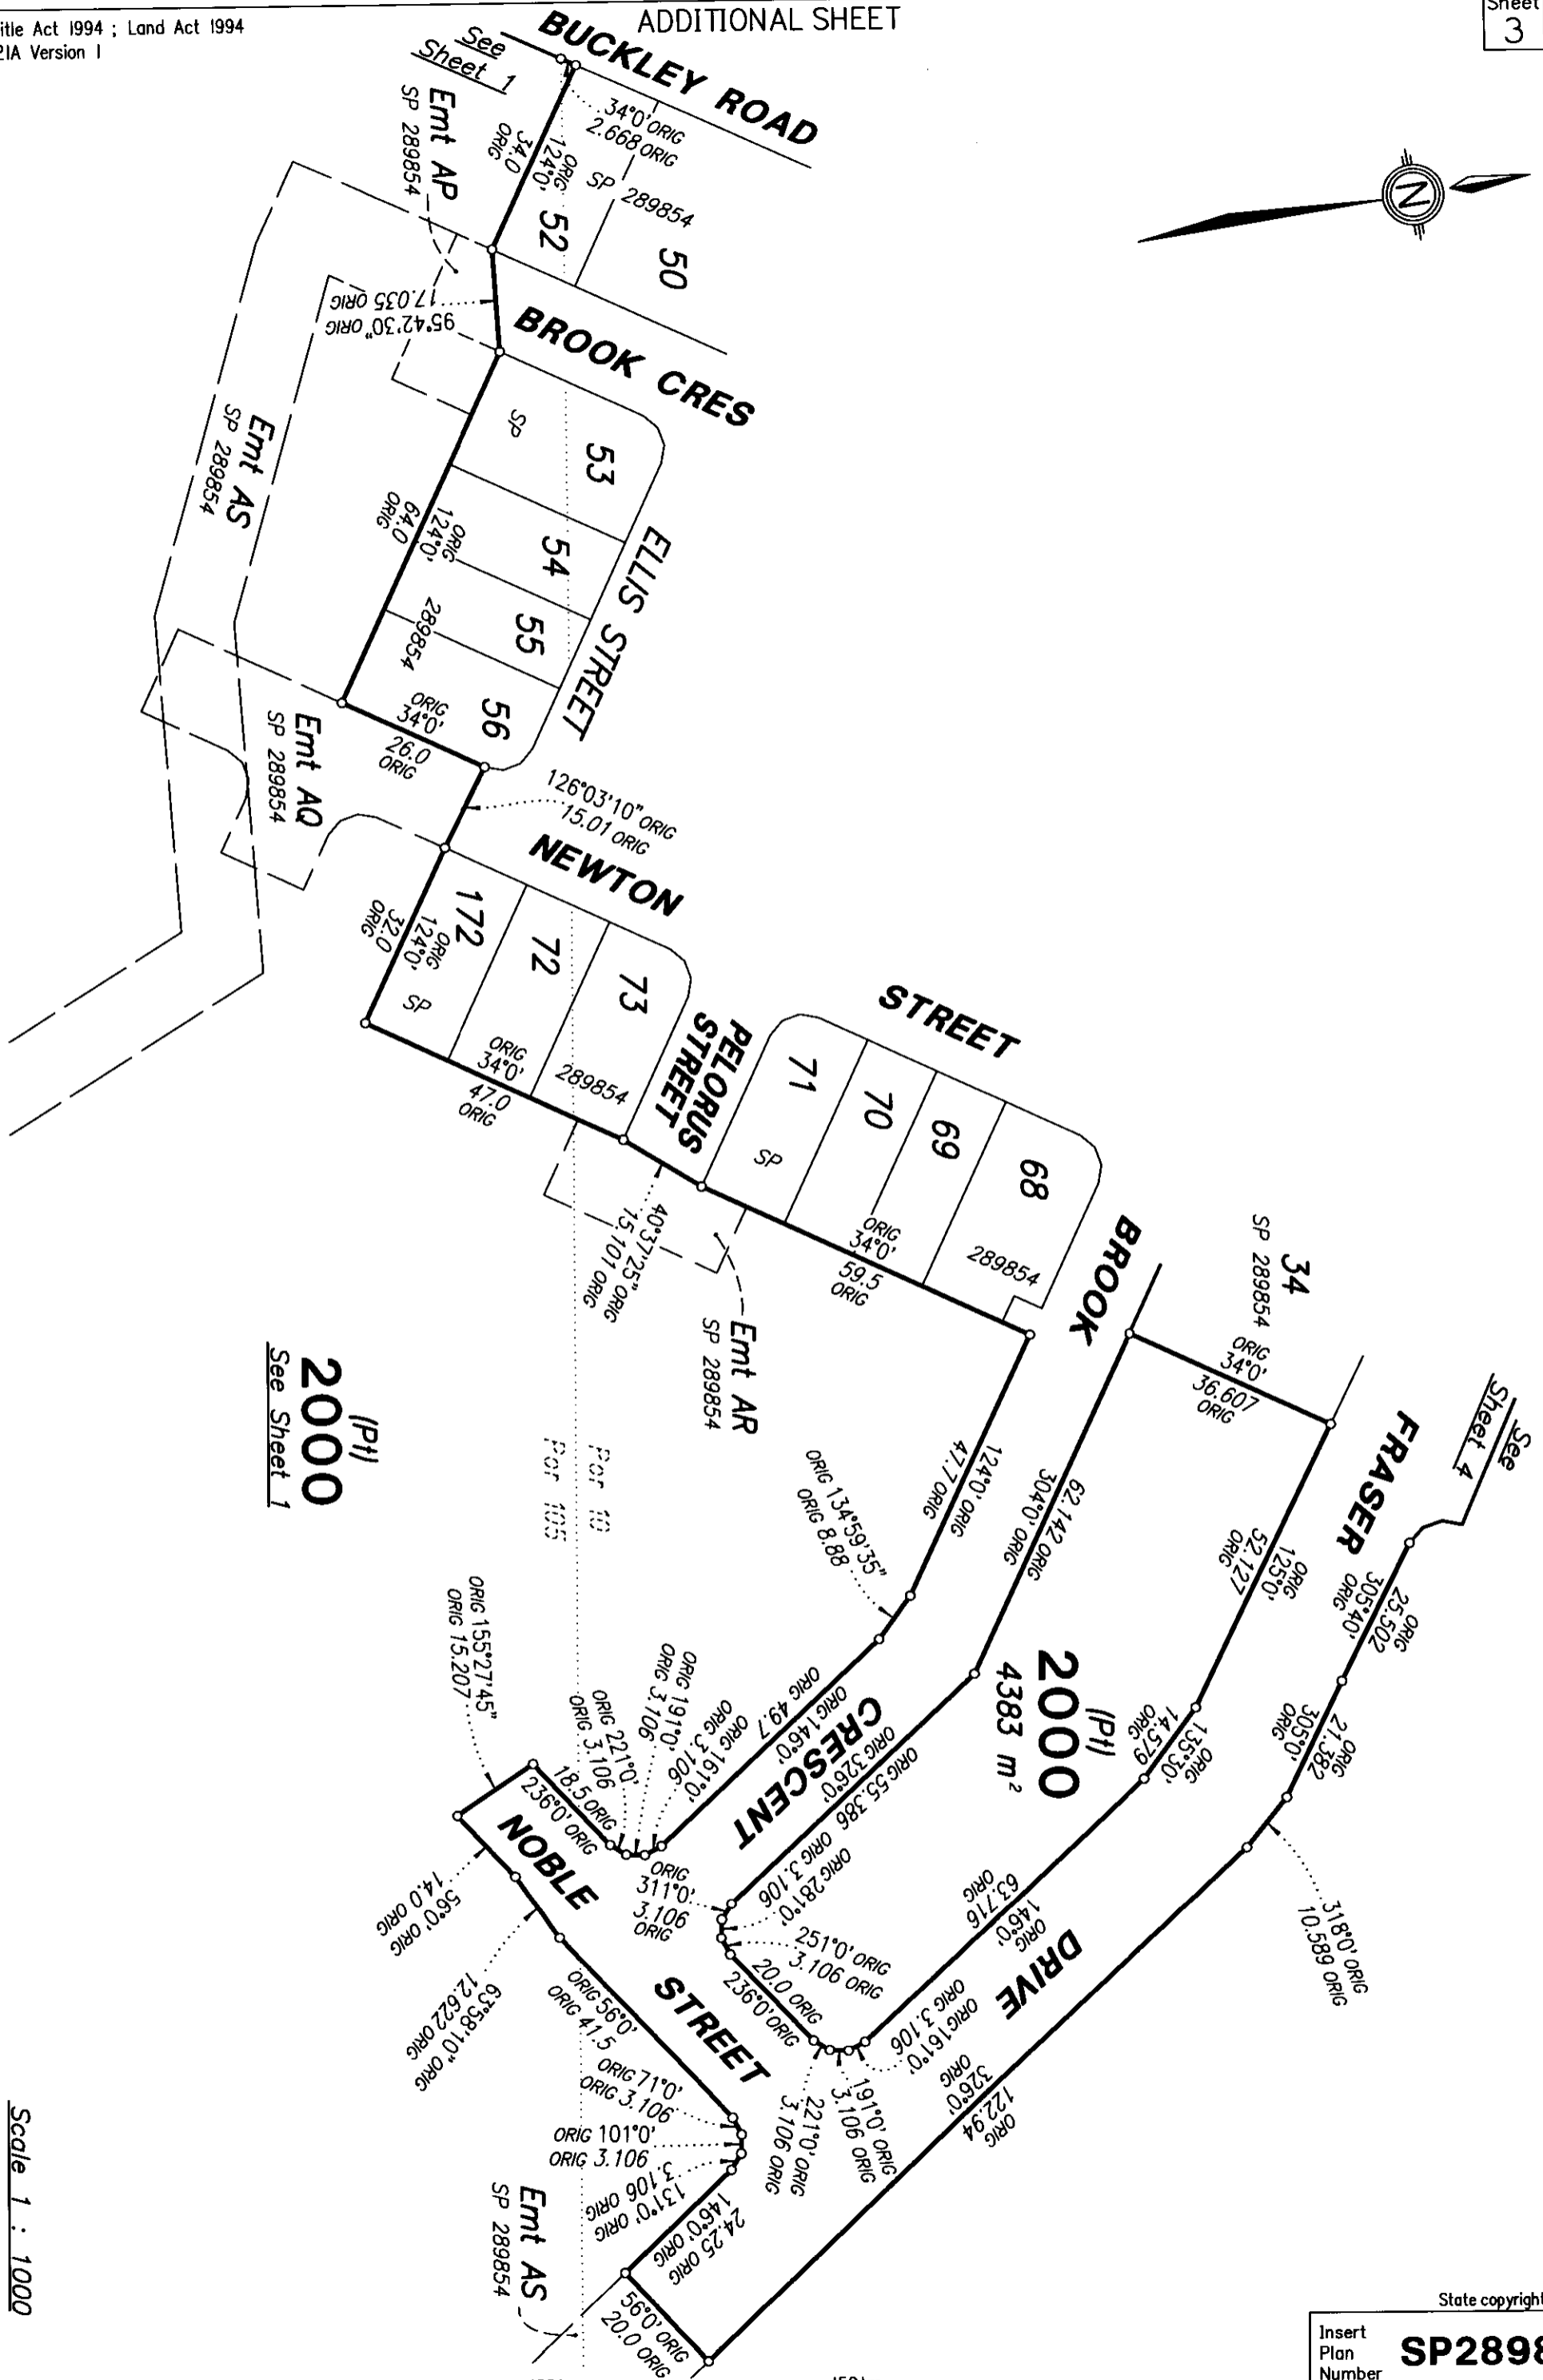 itle Act 1994 ; Land Act 1994
21A Version 1
ADDITIONAL SHEET
Sheet
3
See
Sheet 1
BUCKLEY ROAD
34°0' ORIG
2.668 ORIG
ORIG
124°0'
34.0
ORIG
Emt AP
SP 289854
SP 289854
52
50
N
95°42'30" ORIG
17.035 ORIG
BROOK CRES
Emt AS
SP 289854
SP
53
54
55
56
289854
ORIG
124°0'
64.0
ORIG
ELLIS STREET
ORIG
34°0'
26.0
ORIG
Emt AQ
SP 289854
126°03'10" ORIG
15.01 ORIG
NEWTON
STREET
172
72
73
SP
289854
ORIG
124°0'
32.0
ORIG
ORIG
34°0'
47.0
ORIG
PELORUS
STREET
71
70
69
68
SP
289854
40°37'25" ORIG
15.101 ORIG
ORIG
34°0'
59.5
ORIG
Emt AR
SP 289854
BROOK
34
SP 289854
ORIG
34°0'
36.607
ORIG
See
Sheet 4
FRASER
(Pt)
2000
See Sheet 1
Por 10
Por 105
124°0' ORIG
47.7 ORIG
62.142 ORIG
304°0' ORIG
ORIG
125°0'
52.127
ORIG
ORIG
25.502
305°40'
ORIG
ORIG 134°59'35"
ORIG 8.88
(Pt)
2000
4383 m²
ORIG
21.382
305°0'
ORIG
ORIG
135°30'
14.579
ORIG
318°0' ORIG
10.589 ORIG
ORIG 155°27'45"
ORIG 15.207
ORIG 221°0'
ORIG 3.106
ORIG 191°0'
ORIG 3.106
ORIG 161°0'
ORIG 3.106
ORIG 146°0'
ORIG 49.7
CRESCENT
ORIG 55.386
ORIG 326°0'
18.5 ORIG
236°0' ORIG
NOBLE
STREET
ORIG
311°0'
3.106
ORIG
ORIG 281°0'
ORIG 3.106
251°0' ORIG
3.106 ORIG
20.0 ORIG
236°0' ORIG
ORIG
146°0'
63.716
ORIG
DRIVE
ORIG 161°0'
ORIG 3.106
191°0' ORIG
3.106 ORIG
221°0' ORIG
3.106 ORIG
ORIG
122.94
326°0'
ORIG
56°0' ORIG
14.0 ORIG
63°58'10" ORIG
12.622 ORIG
ORIG 56°0'
ORIG 41.5
ORIG 71°0'
ORIG 3.106
ORIG 101°0'
ORIG 3.106
131°0' ORIG
3.106 ORIG
24.25 ORIG
146°0' ORIG
56°0' ORIG
20.0 ORIG
Emt AS
SP 289854
Scale 1 : 1000
State copyright
Insert
Plan
Number
SP2898